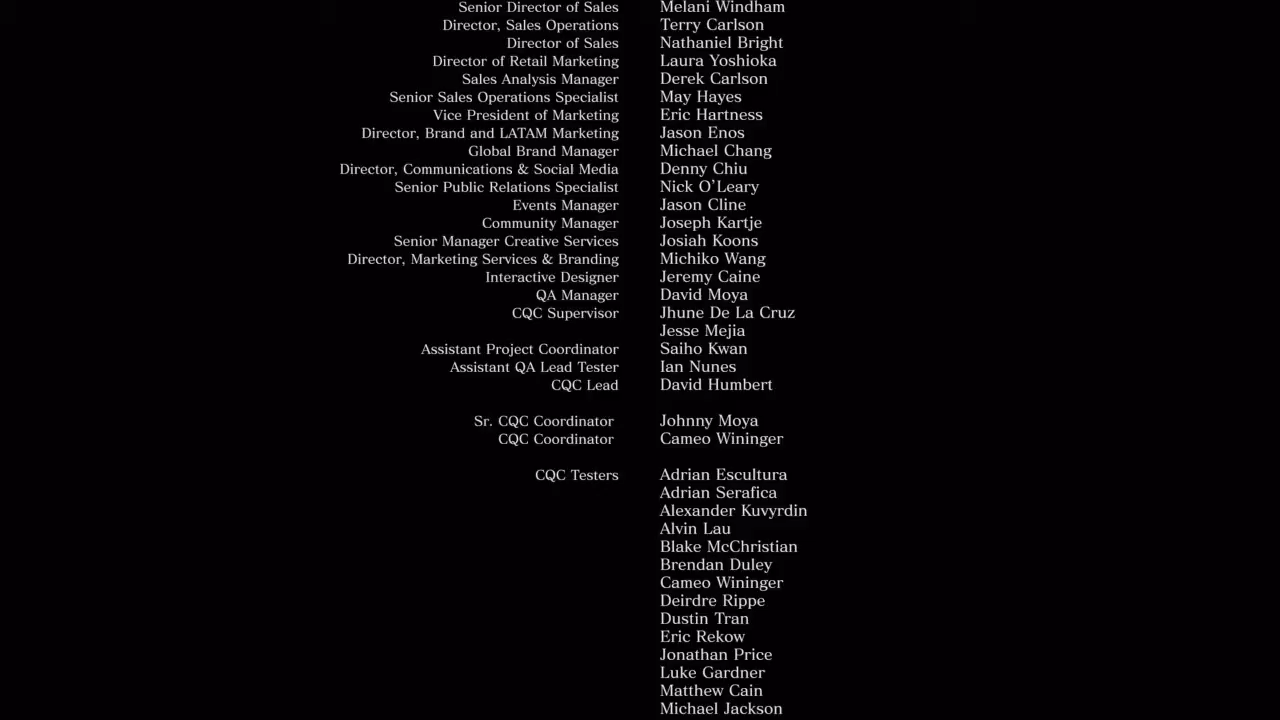 Senior Director of Sales Melani Windham
Director, Sales Operations Terry Carlson
Director of Sales Nathaniel Bright
Director of Retail Marketing Laura Yoshioka
Sales Analysis Manager Derek Carlson
Senior Sales Operations Specialist May Hayes
Vice President of Marketing Eric Hartness
Director, Brand and LATAM Marketing Jason Enos
Global Brand Manager Michael Chang
Director, Communications & Social Media Denny Chiu
Senior Public Relations Specialist Nick O'Leary
Events Manager Jason Cline
Community Manager Joseph Kartje
Senior Manager Creative Services Josiah Koons
Director, Marketing Services & Branding Michiko Wang
Interactive Designer Jeremy Caine
QA Manager David Moya
CQC Supervisor Jhune De La Cruz
Jesse Mejia
Assistant Project Coordinator Saiho Kwan
Assistant QA Lead Tester Ian Nunes
CQC Lead David Humbert
Sr. CQC Coordinator Johnny Moya
CQC Coordinator Cameo Wininger
CQC Testers Adrian Escultura
Adrian Serafica
Alexander Kuvyrdin
Alvin Lau
Blake McChristian
Brendan Duley
Cameo Wininger
Deirdre Rippe
Dustin Tran
Eric Rekow
Jonathan Price
Luke Gardner
Matthew Cain
Michael Jackson